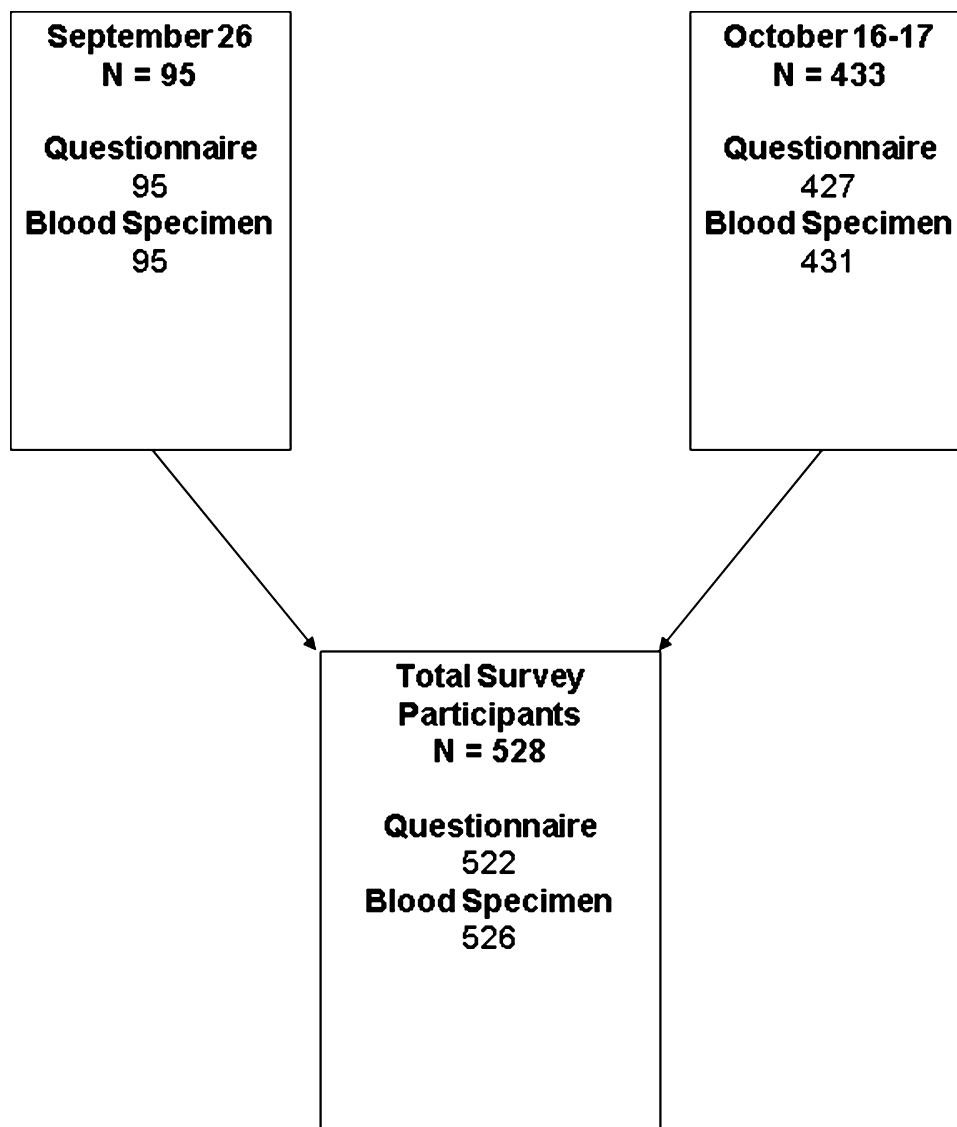 September 26
N = 95
Questionnaire
95
Blood Specimen
95
October 16-17
N = 433
Questionnaire
427
Blood Specimen
431
Total Survey
Participants
N = 528
Questionnaire
522
Blood Specimen
526